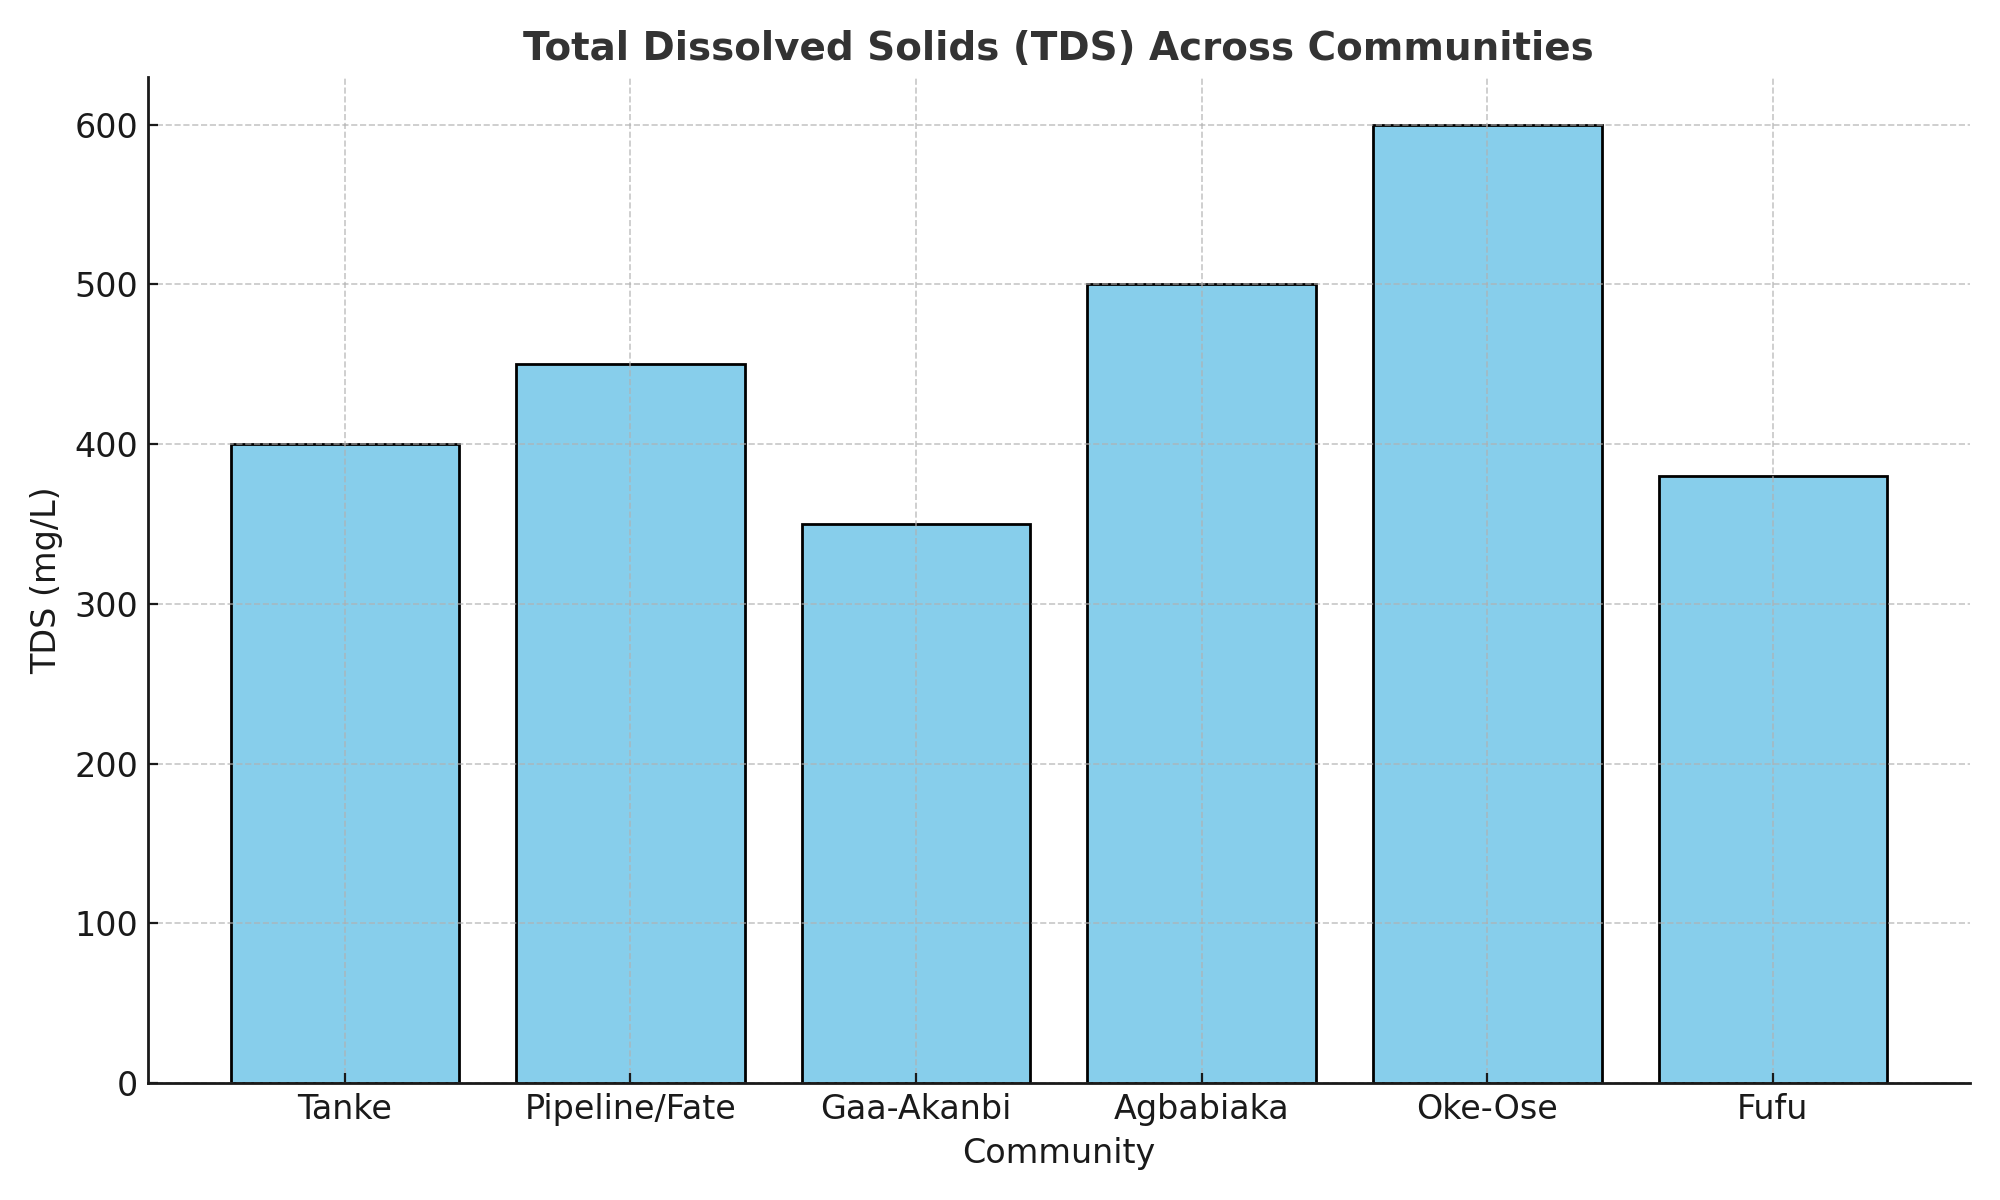 Total Dissolved Solids (TDS) Across Communities
600
500
400
300
200
100
0
TDS (mg/L)
Tanke
Pipeline/Fate
Gaa-Akanbi
Agbabiaka
Oke-Ose
Fufu
Community